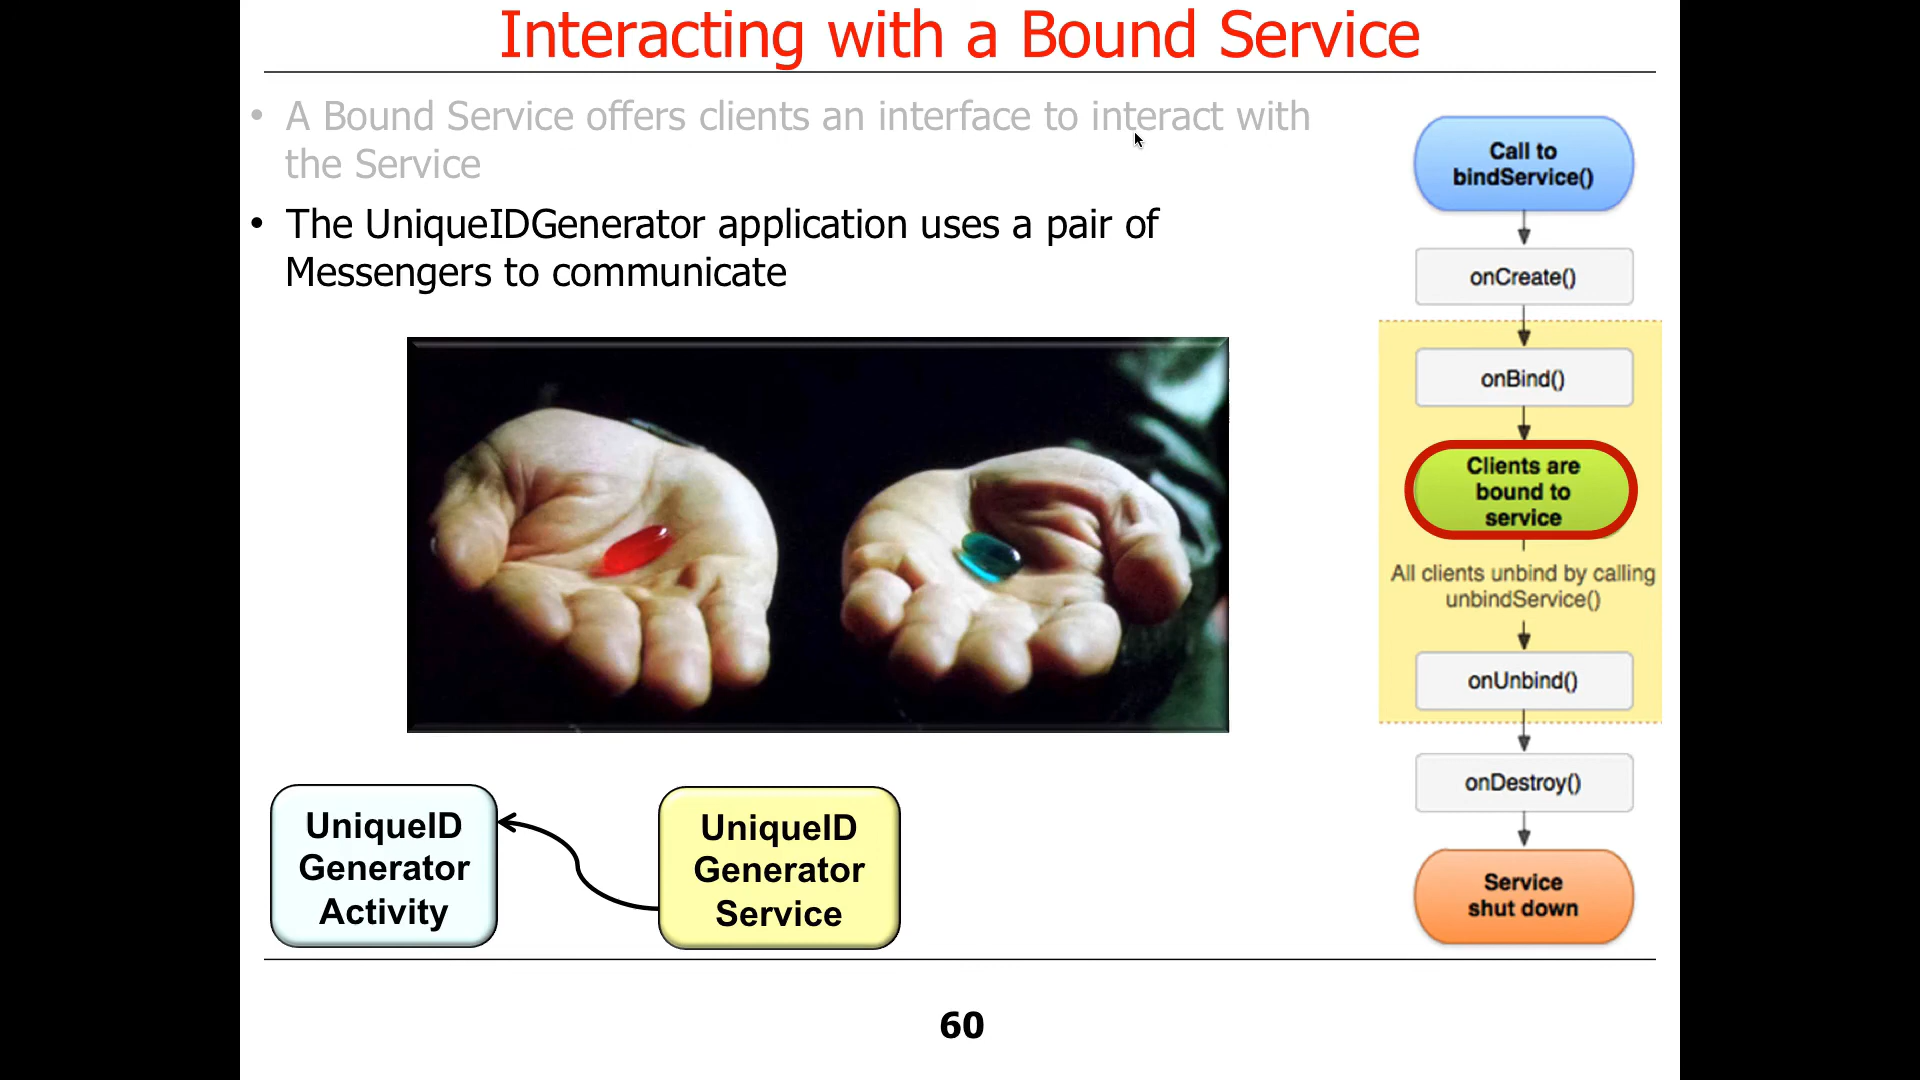 Interacting with a Bound Service
• A Bound Service offers clients an interface to interact with
the Service
• The UniqueIDGenerator application uses a pair of
Messengers to communicate
Call to
bindService()
onCreate()
onBind()
Clients are
bound to
service
All clients unbind by calling
unbindService()
onUnbind()
onDestroy()
Service
shut down
UniqueID
Generator
Activity
UniqueID
Generator
Service
60